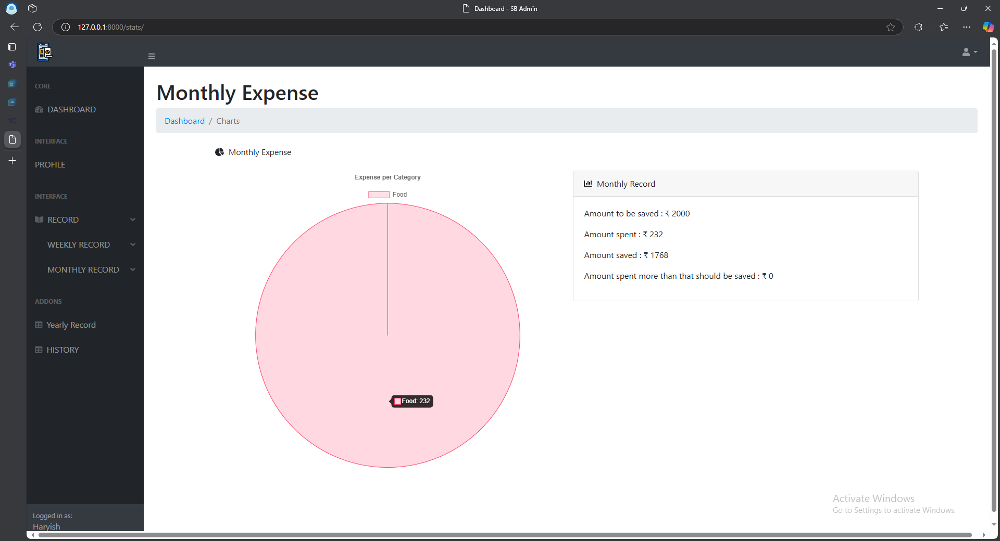 Dashboard - SB Admin
127.0.0.1:8000/stats/
CORE
DASHBOARD
INTERFACE
PROFILE
INTERFACE
RECORD
WEEKLY RECORD
MONTHLY RECORD
ADDONS
Yearly Record
HISTORY
Logged in as:
Haryish
Monthly Expense
Dashboard / Charts
Monthly Expense
Expense per Category
Food
Food: 232
Monthly Record
Amount to be saved : ₹ 2000
Amount spent : ₹ 232
Amount saved : ₹ 1768
Amount spent more than that should be saved : ₹ 0
Activate Windows
Go to Settings to activate Windows.